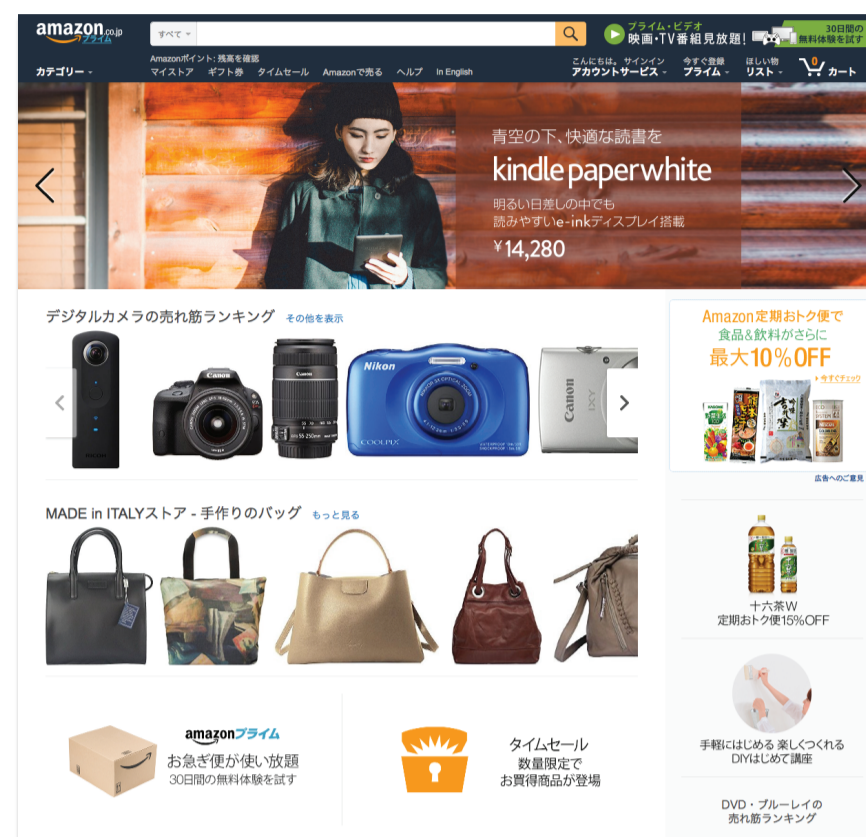 amazon.co.jp
プライム
すべて
プライム・ビデオ
映画・TV番組見放題!
30日間の
無料体験を試す
Amazonポイント: 残高を確認
カテゴリー
マイストア ギフト券 タイムセール Amazonで売る ヘルプ In English
こんにちは。サインイン
アカウントサービス
今すぐ登録
プライム
ほしい物
リスト
0
カート
青空の下、快適な読書を
kindle paperwhite
明るい日差しの中でも
読みやすいe-inkディスプレイ搭載
¥14,280
デジタルカメラの売れ筋ランキング その他を表示
Canon
Canon
Nikon
COOLPIX
Canon
IXY
Amazon定期おトク便で
食品&飲料がさらに
最大10%OFF
今すぐチェック
広告へのご意見
MADE in ITALYストア - 手作りのバッグ もっと見る
十六茶W
定期おトク便15%OFF
amazonプライム
お急ぎ便が使い放題
30日間の無料体験を試す
タイムセール
数量限定で
お買得商品が登場
手軽にはじめる 楽しくつくれる
DIYはじめて講座
DVD・ブルーレイの
売れ筋ランキング